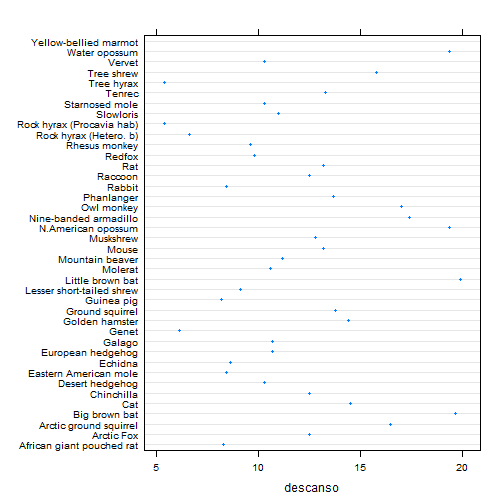 Yellow-bellied marmot
Water opossum
Vervet
Tree shrew
Tree hyrax
Tenrec
Starnosed mole
Slowloris
Rock hyrax (Procavia hab)
Rock hyrax (Hetero. b)
Rhesus monkey
Redfox
Rat
Raccoon
Rabbit
Phanlanger
Owl monkey
Nine-banded armadillo
N.American opossum
Muskshrew
Mouse
Mountain beaver
Molerat
Little brown bat
Lesser short-tailed shrew
Guinea pig
Ground squirrel
Golden hamster
Genet
Galago
European hedgehog
Echidna
Eastern American mole
Desert hedgehog
Chinchilla
Cat
Big brown bat
Arctic ground squirrel
Arctic Fox
African giant pouched rat
5 10 15 20
descanso